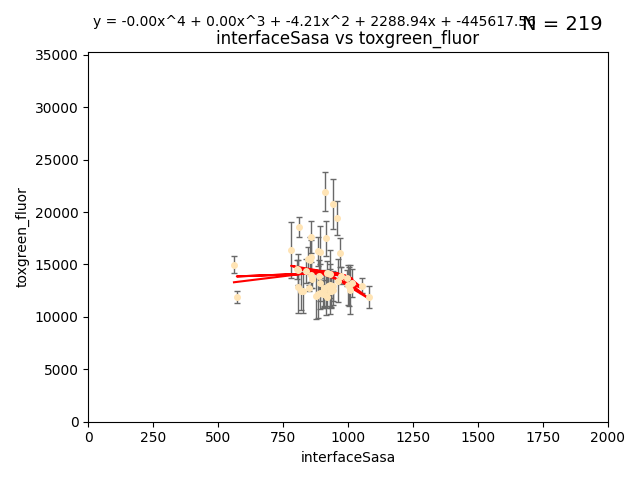 y = -0.00x^4 + 0.00x^3 + -4.21x^2 + 2288.94x + -445617.56
N = 219
interfaceSasa vs toxgreen_fluor
35000
30000
25000
20000
15000
10000
5000
0
toxgreen_fluor
0 250 500 750 1000 1250 1500 1750 2000
interfaceSasa